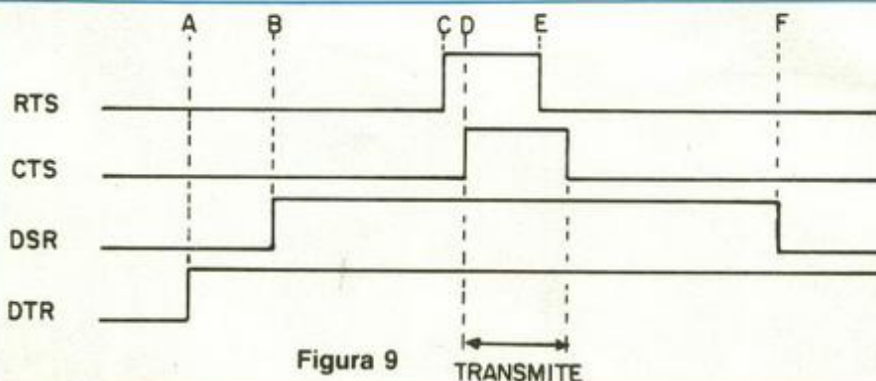 A B C D E F
RTS
CTS
DSR
DTR
Figura 9
TRANSMITE